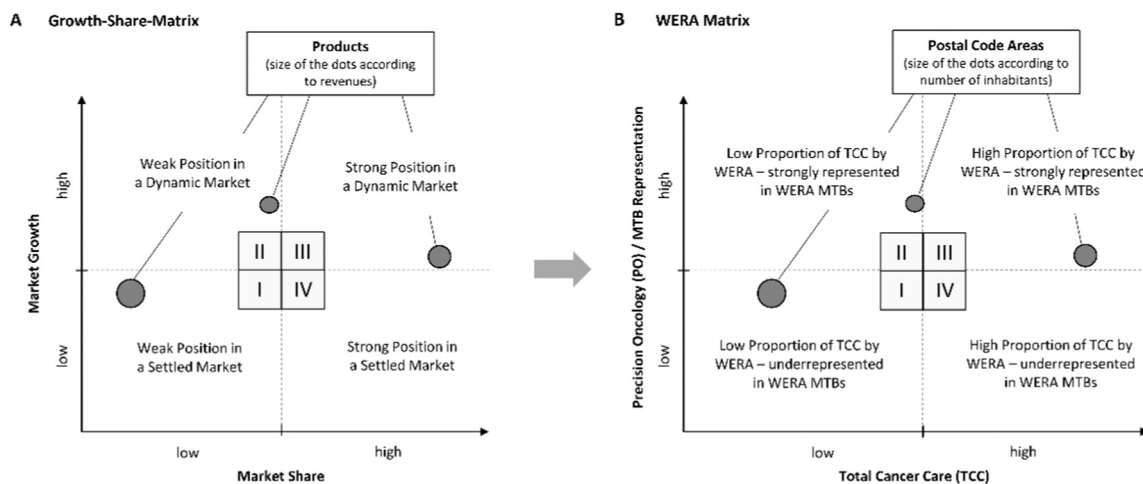 A Growth-Share-Matrix
Products
(size of the dots according
to revenues)
Weak Position in
a Dynamic Market
Strong Position in
a Dynamic Market
II III
I IV
Weak Position in
a Settled Market
Strong Position in
a Settled Market
Market Growth
high
low
low high
Market Share
B WERA Matrix
Postal Code Areas
(size of the dots according to
number of inhabitants)
Low Proportion of TCC by
WERA – strongly represented
in WERA MTBs
High Proportion of TCC by
WERA – strongly represented
in WERA MTBs
II III
I IV
Low Proportion of TCC by
WERA – underrepresented
in WERA MTBs
High Proportion of TCC by
WERA – underrepresented
in WERA MTBs
Precision Oncology (PO) / MTB Representation
high
low
low high
Total Cancer Care (TCC)